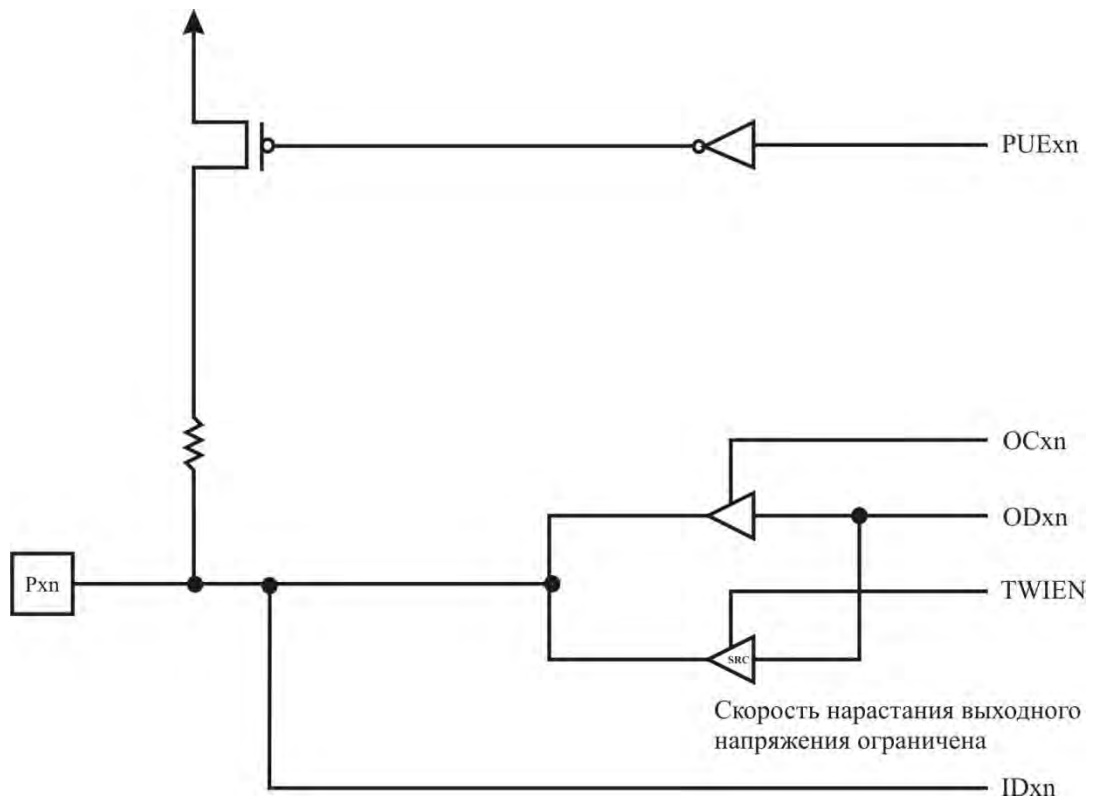 PUExn
OCxn
ODxn
Pxn
TWIEN
SRC
Скорость нарастания выходного
напряжения ограничена
IDxn